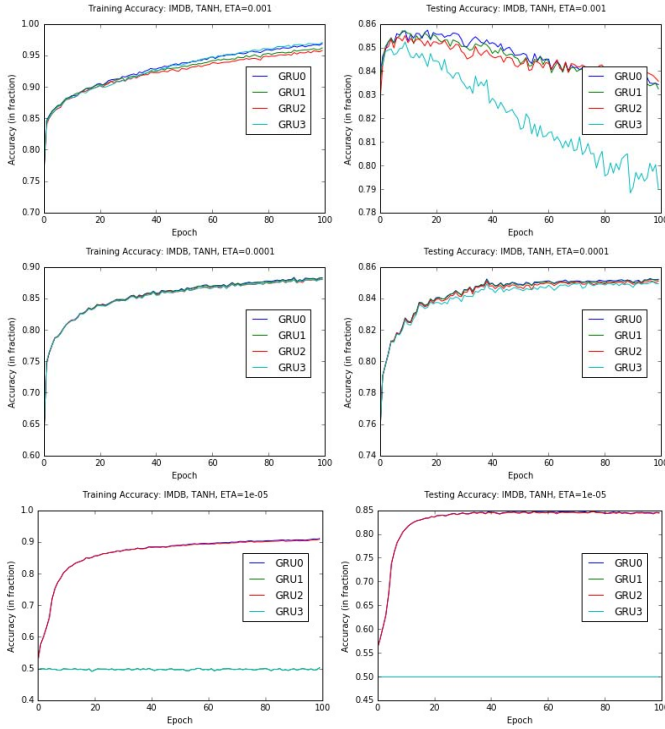 Training Accuracy: IMDB, TANH, ETA=0.001
Accuracy (in fraction)
1.00
0.95
0.90
0.85
0.80
0.75
0.70
0 20 40 60 80 100
Epoch
GRU0
GRU1
GRU2
GRU3
Testing Accuracy: IMDB, TANH, ETA=0.001
Accuracy (in fraction)
0.86
0.85
0.84
0.83
0.82
0.81
0.80
0.79
0.78
0 20 40 60 80 100
Epoch
GRU0
GRU1
GRU2
GRU3
Training Accuracy: IMDB, TANH, ETA=0.0001
Accuracy (in fraction)
0.90
0.85
0.80
0.75
0.70
0.65
0.60
0 20 40 60 80 100
Epoch
GRU0
GRU1
GRU2
GRU3
Testing Accuracy: IMDB, TANH, ETA=0.0001
Accuracy (in fraction)
0.86
0.84
0.82
0.80
0.78
0.76
0.74
0 20 40 60 80 100
Epoch
GRU0
GRU1
GRU2
GRU3
Training Accuracy: IMDB, TANH, ETA=1e-05
Accuracy (in fraction)
1.0
0.9
0.8
0.7
0.6
0.5
0.4
0 20 40 60 80 100
Epoch
GRU0
GRU1
GRU2
GRU3
Testing Accuracy: IMDB, TANH, ETA=1e-05
Accuracy (in fraction)
0.85
0.80
0.75
0.70
0.65
0.60
0.55
0.50
0.45
0 20 40 60 80 100
Epoch
GRU0
GRU1
GRU2
GRU3